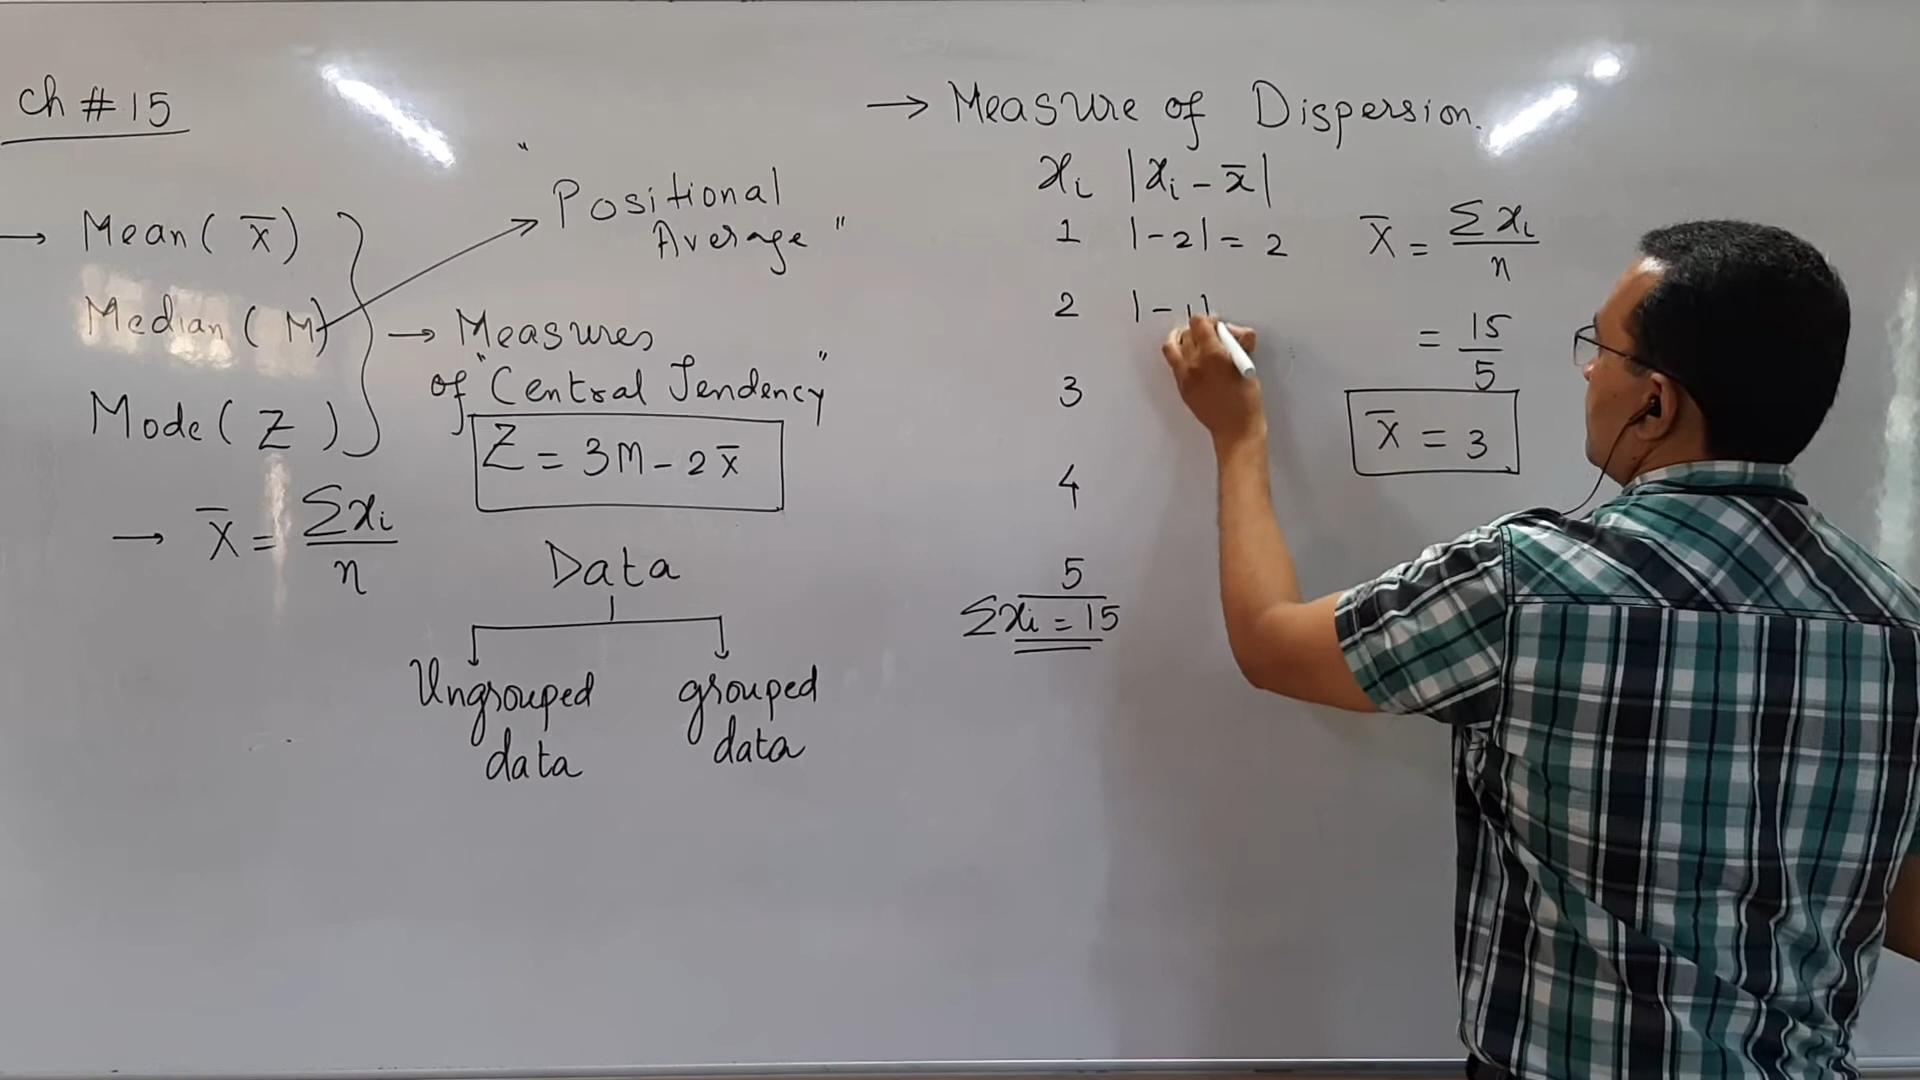 Ch # 15
→ Mean ( x̄ )
Median ( M )
Mode ( Z )
" Positional
Average "
→ Measures
of "Central Tendency"
Z = 3M - 2x̄
→ x̄ = Σxi / n
Data
Ungrouped data
grouped data
→ Measure of Dispersion.
xi |xi - x̄|
1 |-2| = 2
2 |-1|
3
4
5
Σxi = 15
x̄ = Σxi / n
= 15 / 5
x̄ = 3